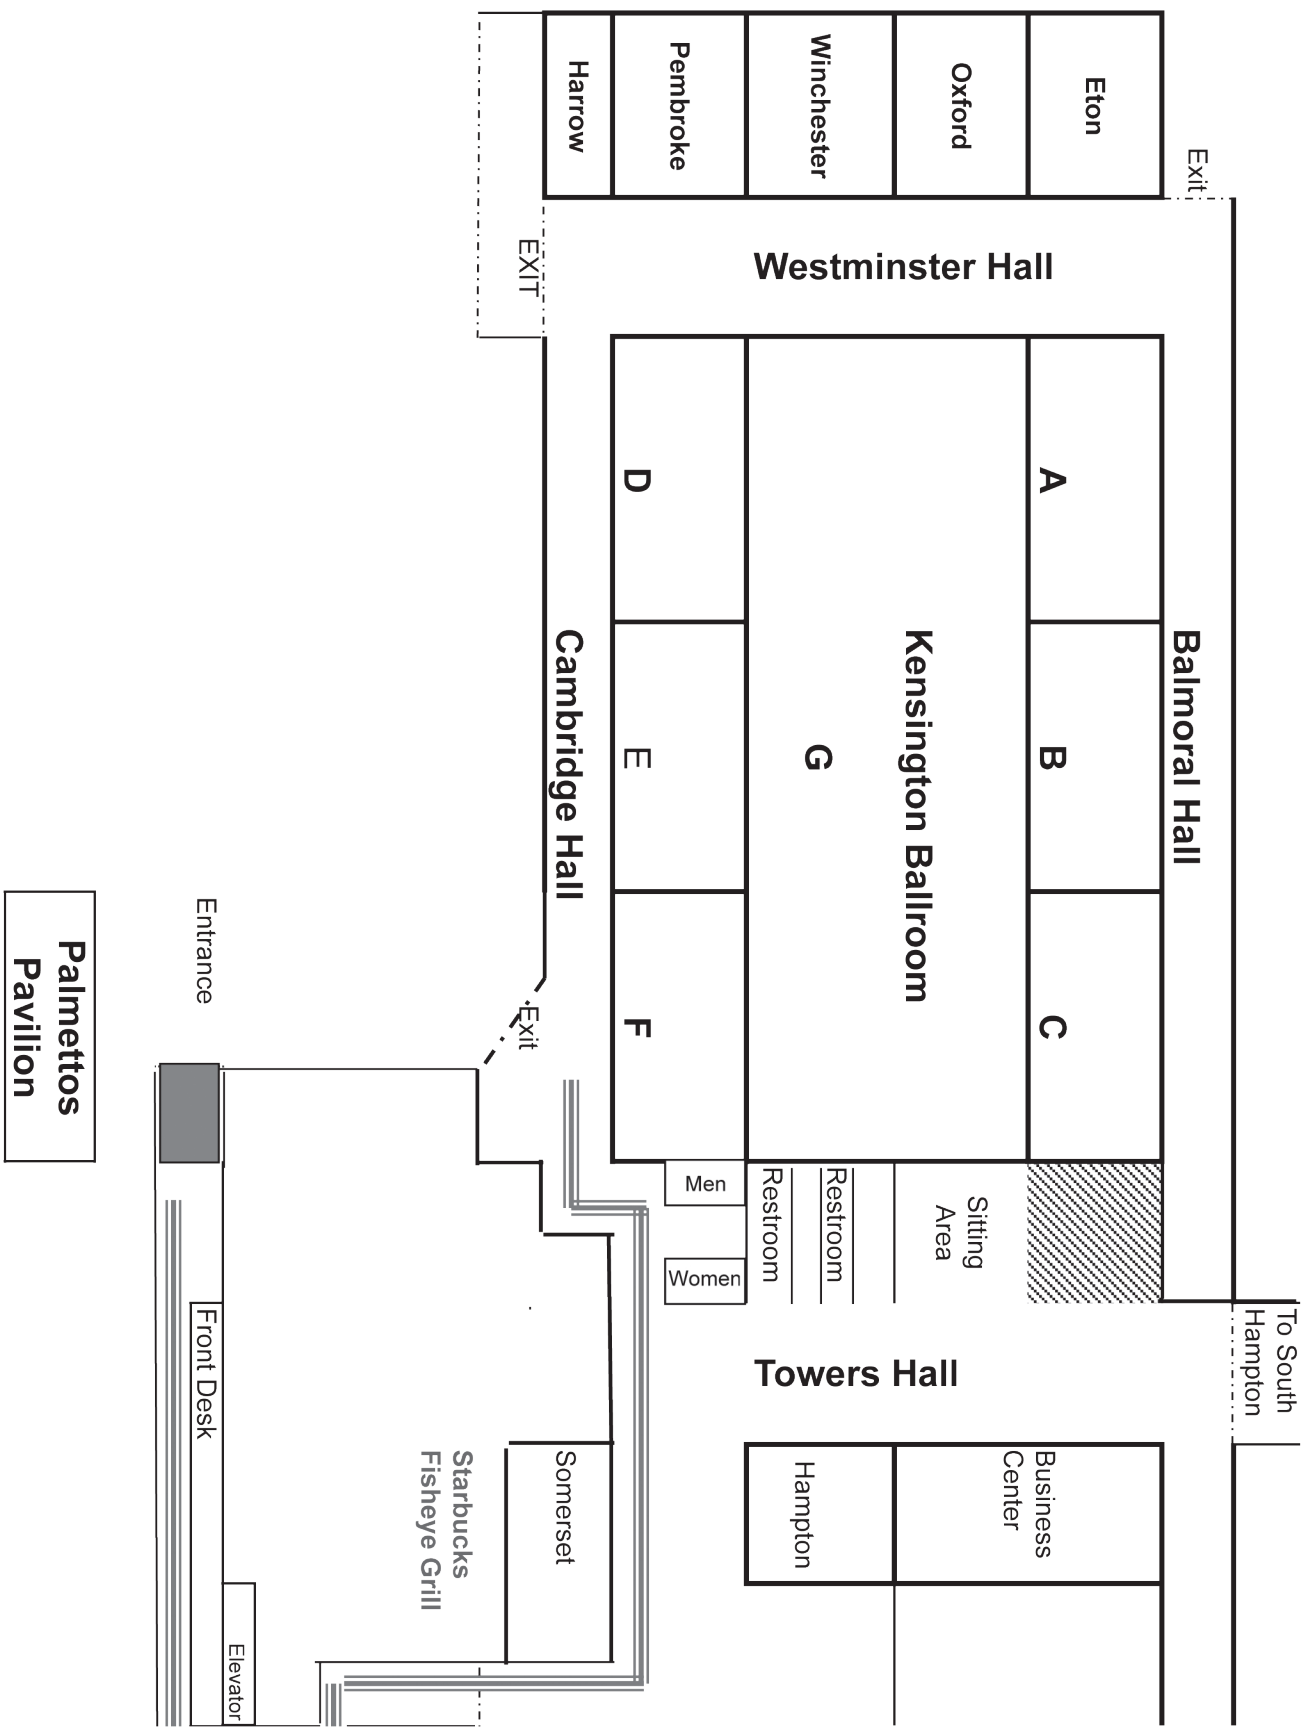 Harrow
Pembroke
Winchester
Oxford
Eton
Exit
EXIT
Westminster Hall
D
A
Cambridge Hall
E
G
Kensington Ballroom
B
Balmoral Hall
F
C
Exit
Entrance
Palmettos
Pavilion
Men
Women
Restroom
Restroom
Sitting
Area
To South
Hampton
Towers Hall
Front Desk
Starbucks
Fisheye Grill
Somerset
Hampton
Business
Center
Elevator